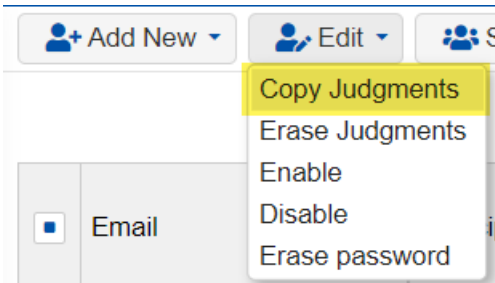 Add New Edit S
Copy Judgments
Erase Judgments
Enable
Disable
Email
Erase password